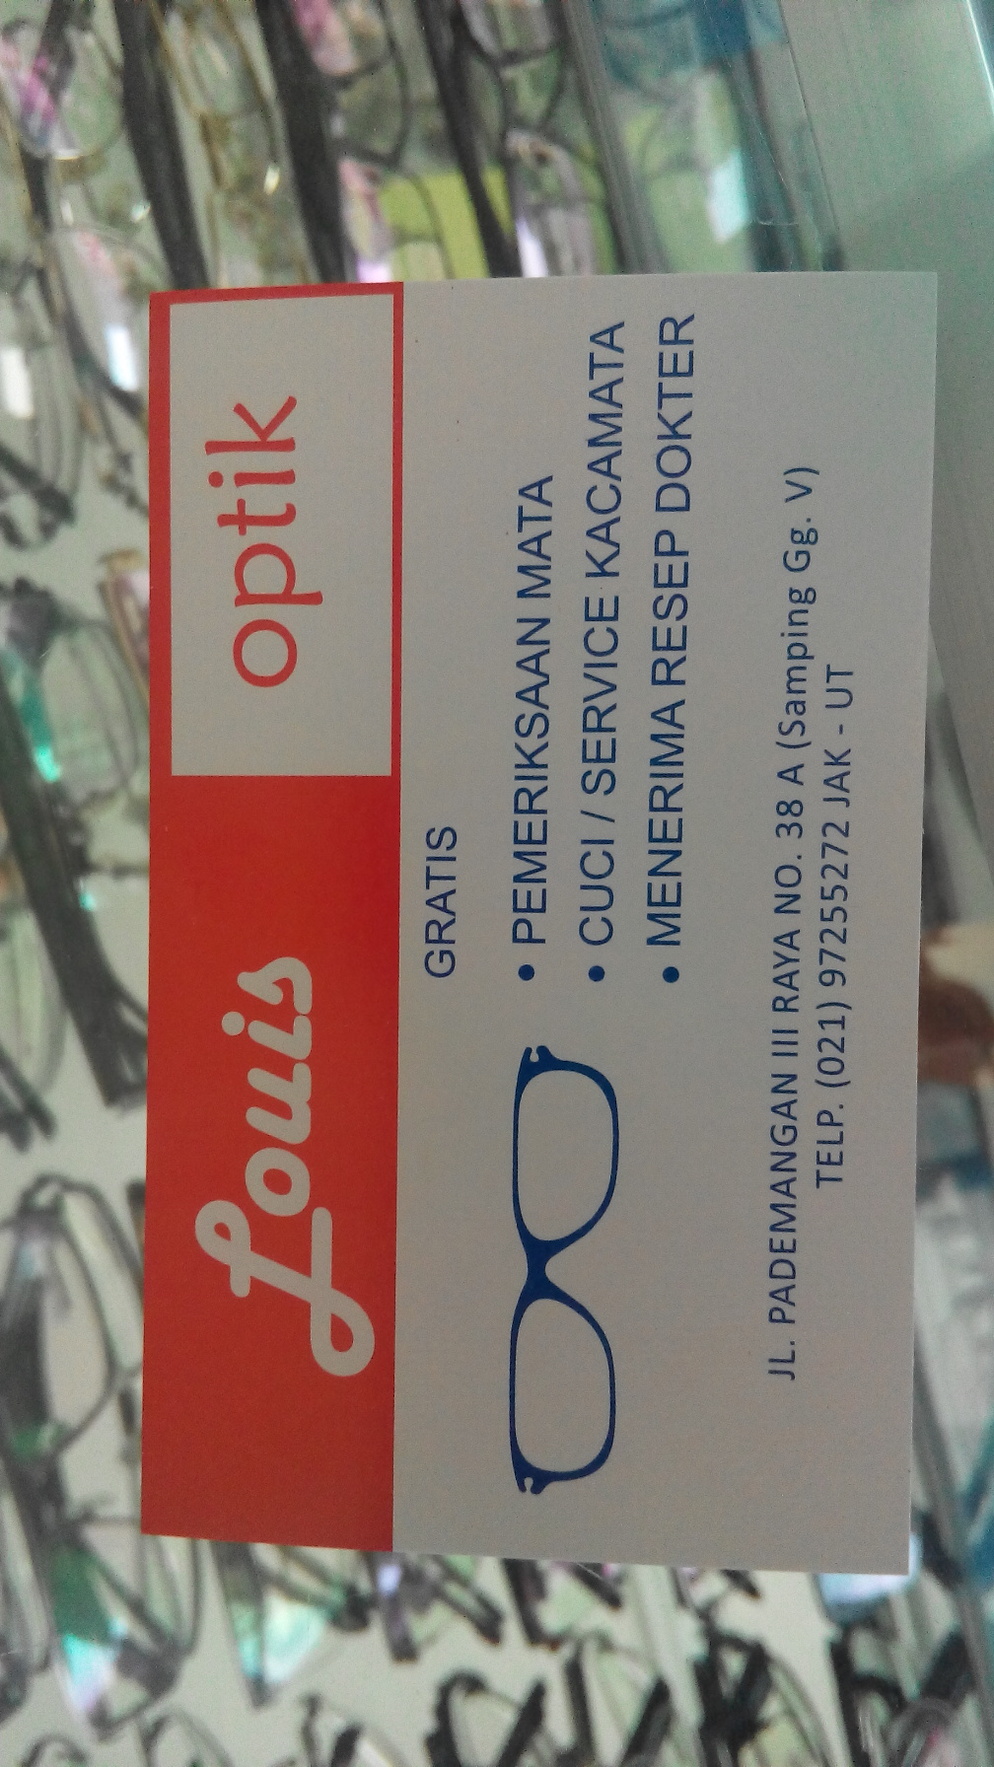 Louis optik
GRATIS
• PEMERIKSAAN MATA
• CUCI / SERVICE KACAMATA
• MENERIMA RESEP DOKTER
JL. PADEMANGAN III RAYA NO. 38 A (Samping Gg. V)
TELP. (021) 97255272 JAK - UT